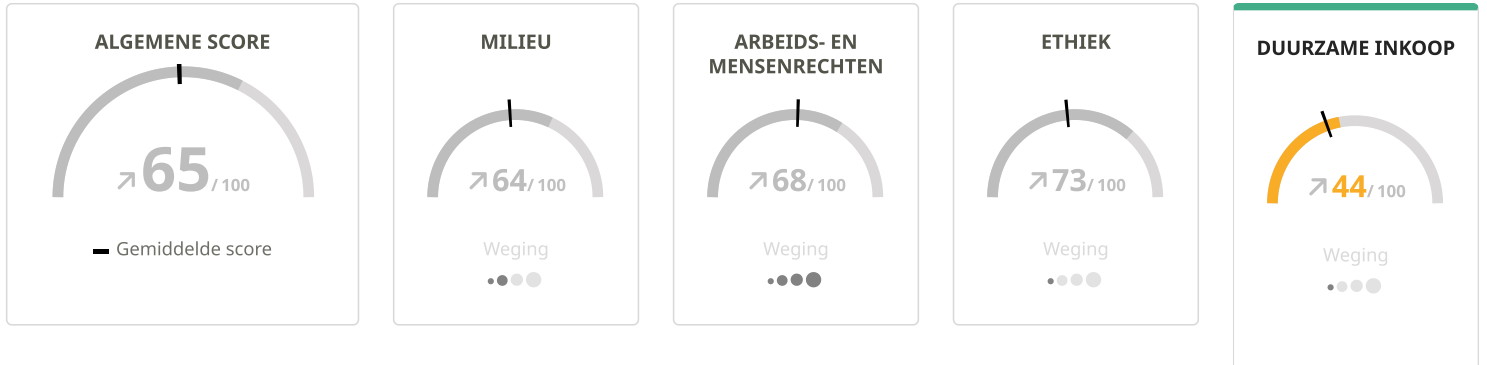 ALGEMENE SCORE
65 / 100
Gemiddelde score
MILIEU
64 / 100
Weging
ARBEIDS- EN
MENSENRECHTEN
68 / 100
Weging
ETHIEK
73 / 100
Weging
DUURZAME INKOOP
44 / 100
Weging